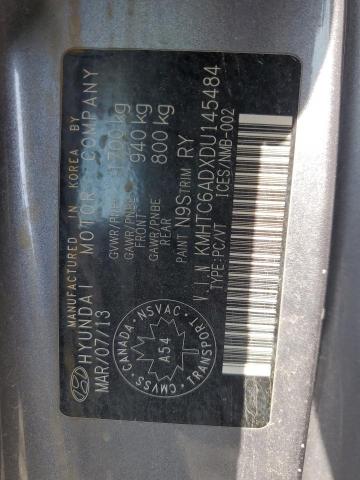 MANUFACTURED IN KOREA BY
HYUNDAI MOTOR COMPANY
MAR/07/13
GVWR/PNBV 1700 kg
GAWR/PNBE FRONT 940 kg
GAWR/PNBE 800 kg
PAINT N9S TRIM RY
V.I.N KMHTC6ADXDU145484
TYPE:PC/VT ICES/NMB-002
CANADA NSVAC
A54
CMVSS TRANSPORT